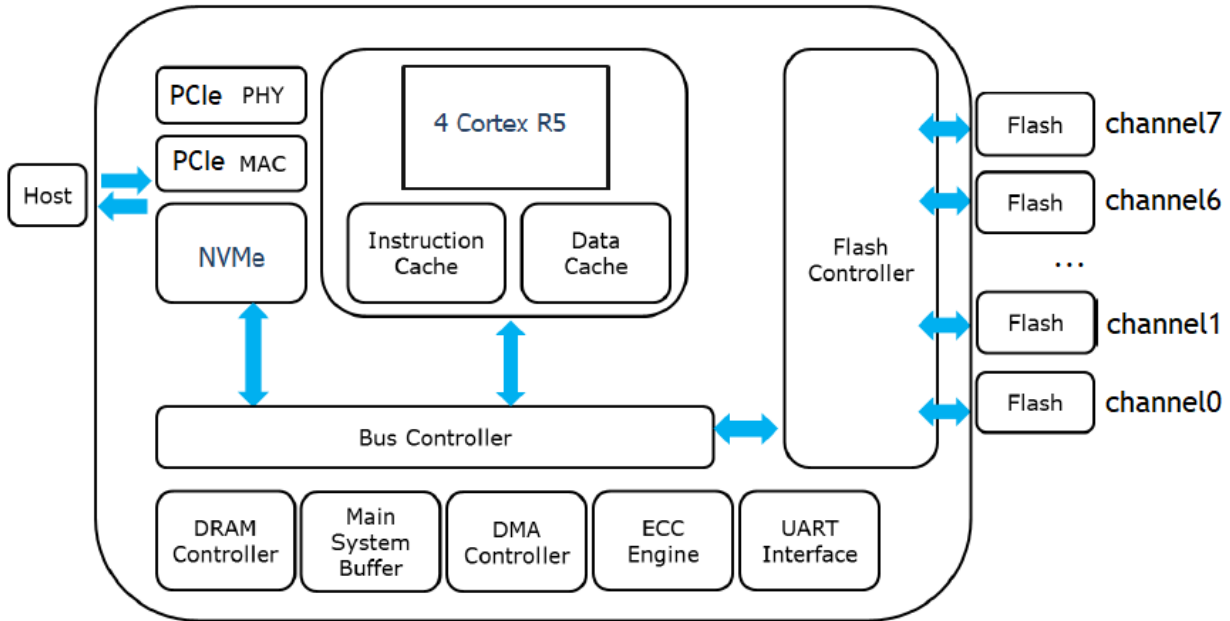 PCIe PHY
PCIe MAC
Host
NVMe
4 Cortex R5
Instruction
Cache
Data
Cache
Flash
Controller
Flash channel7
Flash channel6
...
Flash channel1
Flash channel0
Bus Controller
DRAM
Controller
Main
System
Buffer
DMA
Controller
ECC
Engine
UART
Interface